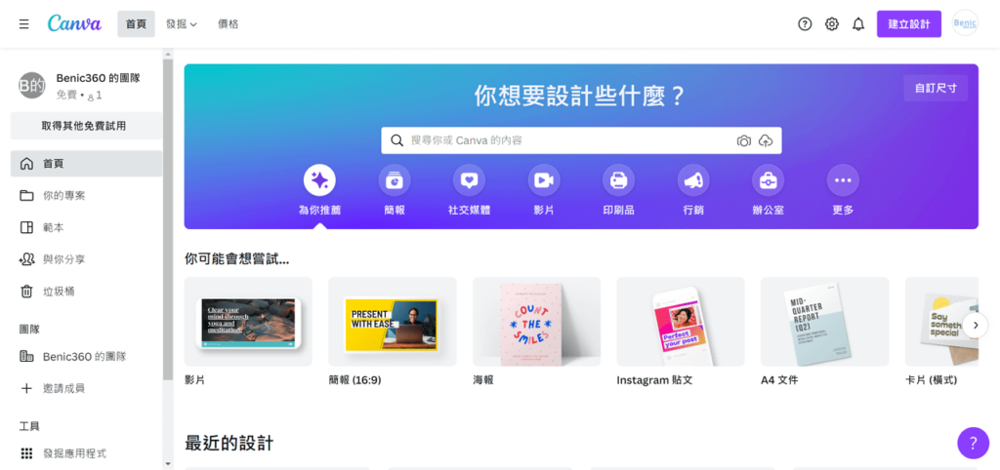 Canva
首頁
發掘
價格
建立設計
Benic
B的
Benic360 的團隊
免費 • 1
取得其他免費試用
首頁
你的專案
範本
與你分享
垃圾桶
團隊
Benic360 的團隊
邀請成員
工具
發掘應用程式
你想要設計些什麼？
自訂尺寸
搜尋你或 Canva 的內容
為你推薦
簡報
社交媒體
影片
印刷品
行銷
辦公室
更多
你可能會想嘗試...
Clear your
mind through
yoga and
meditation
PRESENT
WITH EASE
COUNT
THE
SMILES
Perfect
your post
MID-
QUARTER
REPORT
[Q2]
Say
someth
special
影片
簡報 (16:9)
海報
Instagram 貼文
A4 文件
卡片 (橫式)
最近的設計
?